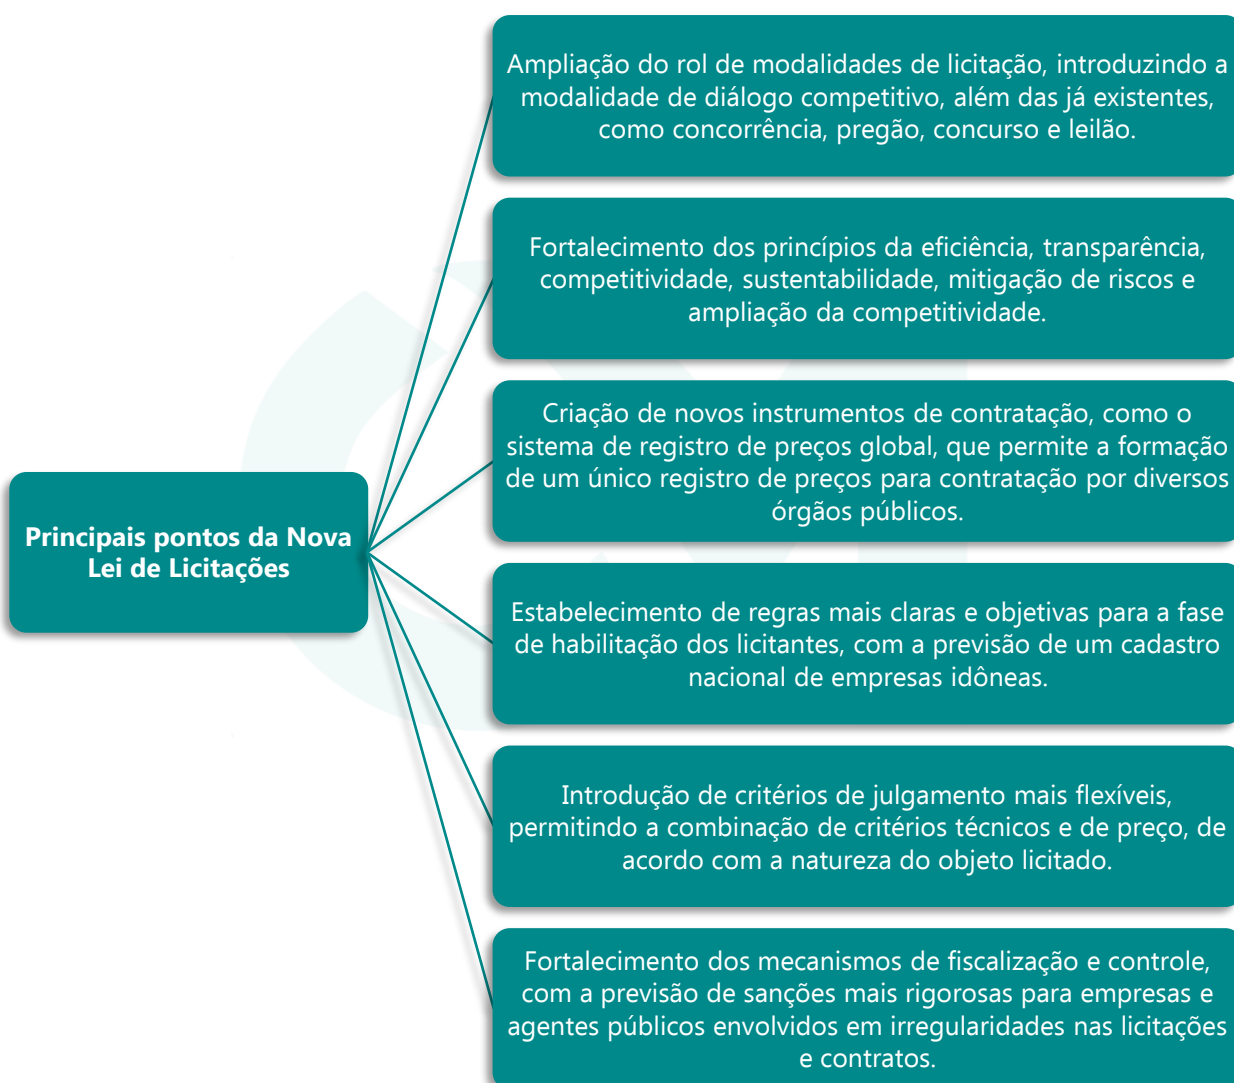 Ampliação do rol de modalidades de licitação, introduzindo a
modalidade de diálogo competitivo, além das já existentes,
como concorrência, pregão, concurso e leilão.
Fortalecimento dos princípios da eficiência, transparência,
competitividade, sustentabilidade, mitigação de riscos e
ampliação da competitividade.
Criação de novos instrumentos de contratação, como o
sistema de registro de preços global, que permite a formação
de um único registro de preços para contratação por diversos
órgãos públicos.
Principais pontos da Nova
Lei de Licitações
Estabelecimento de regras mais claras e objetivas para a fase
de habilitação dos licitantes, com a previsão de um cadastro
nacional de empresas idôneas.
Introdução de critérios de julgamento mais flexíveis,
permitindo a combinação de critérios técnicos e de preço, de
acordo com a natureza do objeto licitado.
Fortalecimento dos mecanismos de fiscalização e controle,
com a previsão de sanções mais rigorosas para empresas e
agentes públicos envolvidos em irregularidades nas licitações
e contratos.